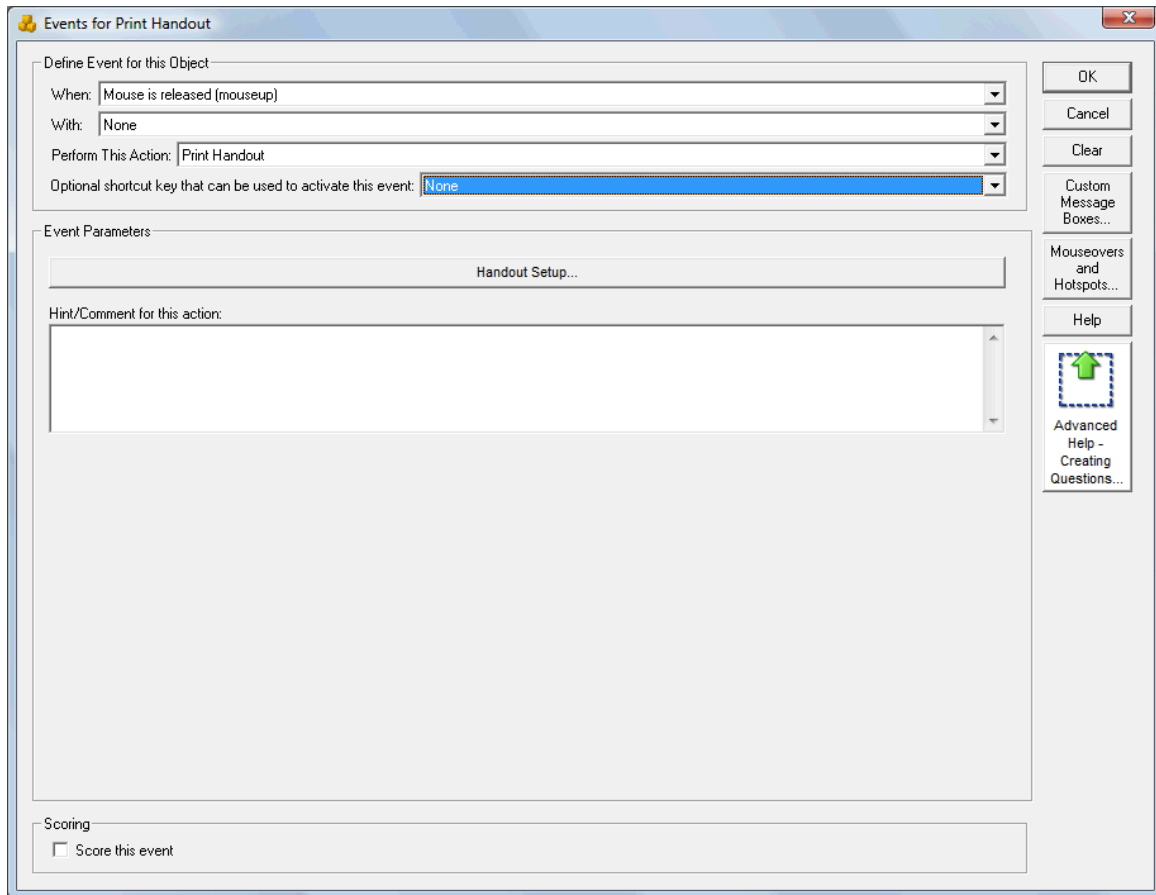 Events for Print Handout
Define Event for this Object
When: Mouse is released (mouseup)
With: None
Perform This Action: Print Handout
Optional shortcut key that can be used to activate this event: None
Event Parameters
Handout Setup...
Hint/Comment for this action:
Scoring
Score this event
OK
Cancel
Clear
Custom
Message
Boxes...
Mouseovers
and
Hotspots...
Help
Advanced
Help -
Creating
Questions...